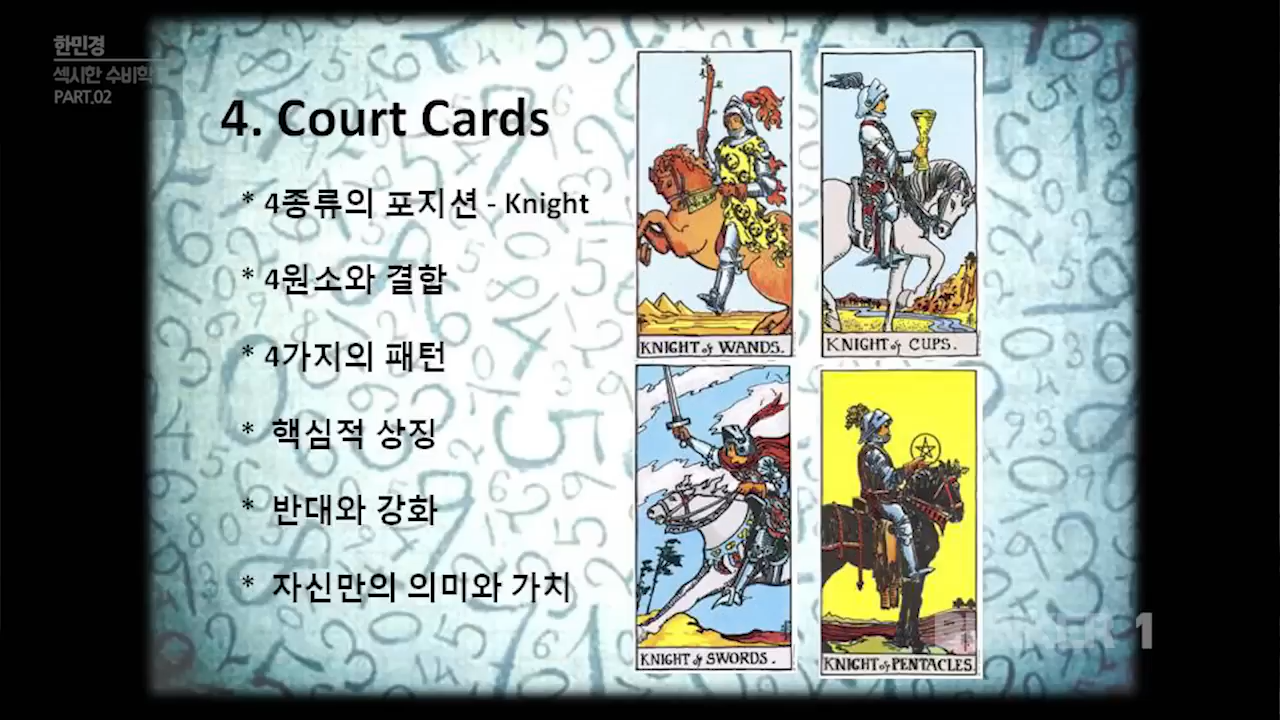 한민경
섹시한 수비학
PART.02
4. Court Cards
* 4종류의 포지션 - Knight
* 4원소와 결합
* 4가지의 패턴
* 핵심적 상징
* 반대와 강화
* 자신만의 의미와 가치
KNIGHT of WANDS.
KNIGHT of CUPS.
KNIGHT of SWORDS.
KNIGHT of PENTACLES.
1